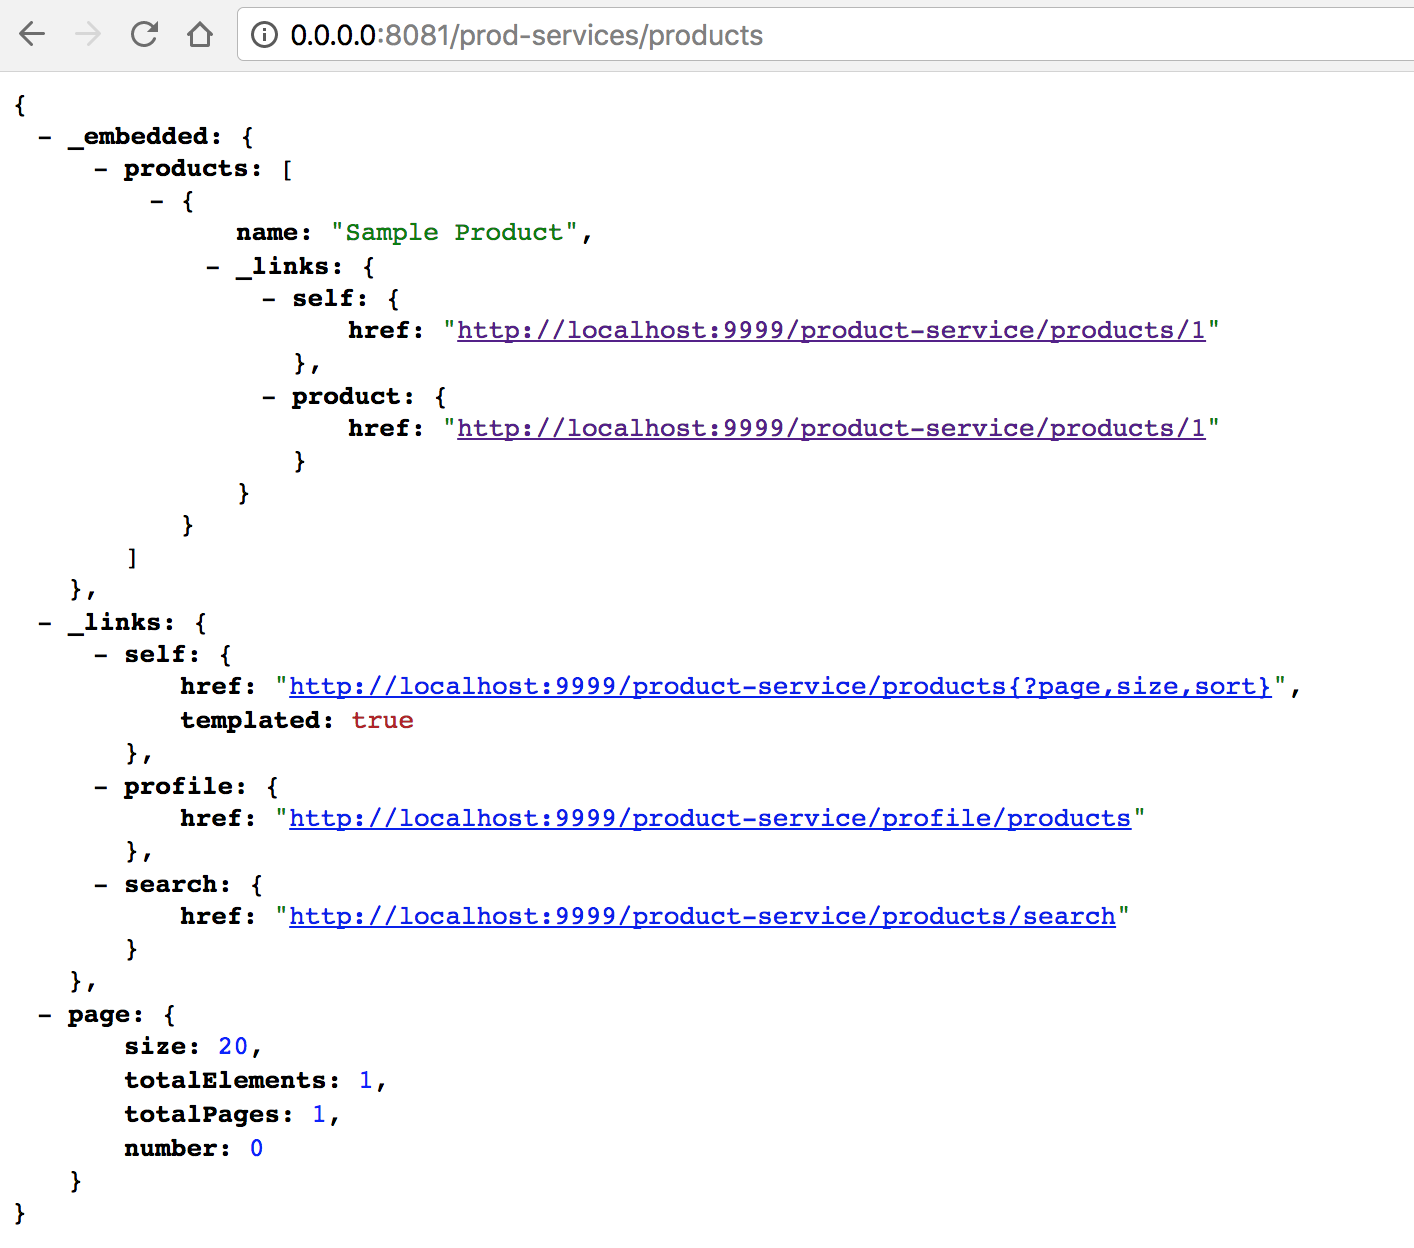 0.0.0.0:8081/prod-services/products
{
- _embedded: {
- products: [
- {
name: "Sample Product",
- _links: {
- self: {
href: "http://localhost:9999/product-service/products/1"
},
- product: {
href: "http://localhost:9999/product-service/products/1"
}
}
}
]
},
- _links: {
- self: {
href: "http://localhost:9999/product-service/products{?page,size,sort}",
templated: true
},
- profile: {
href: "http://localhost:9999/product-service/profile/products"
},
- search: {
href: "http://localhost:9999/product-service/products/search"
}
},
- page: {
size: 20,
totalElements: 1,
totalPages: 1,
number: 0
}
}